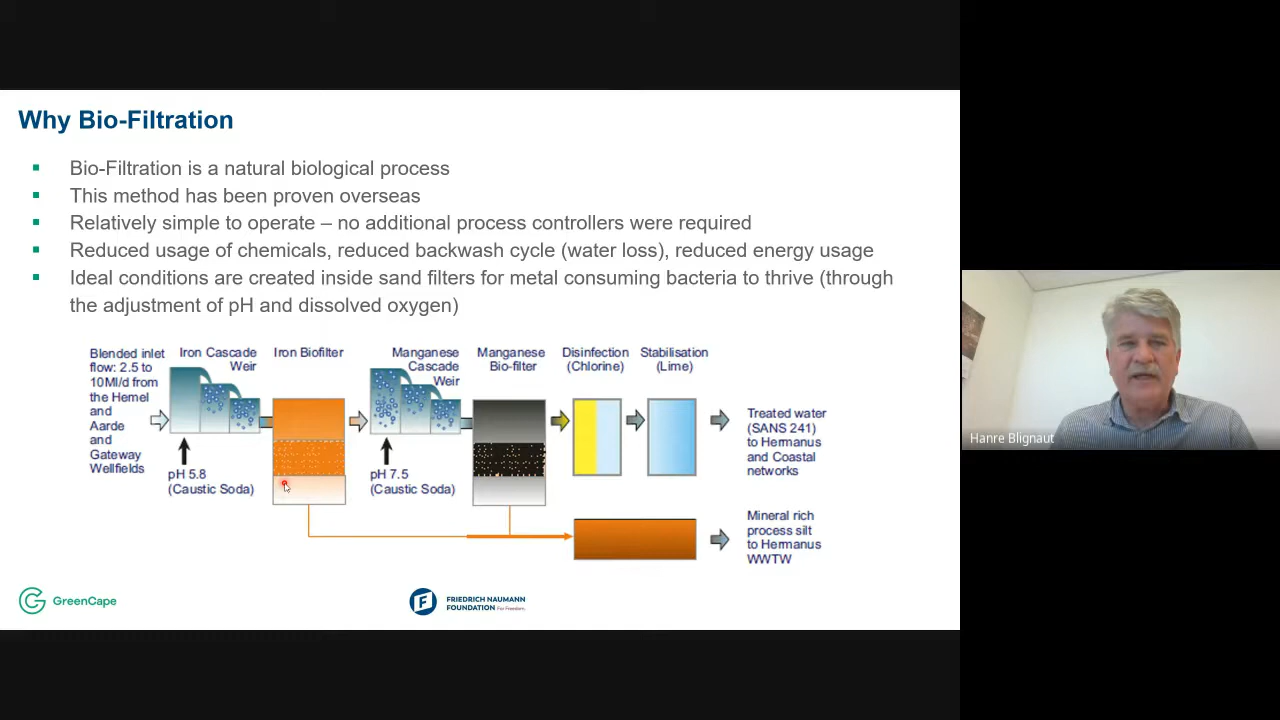 Why Bio-Filtration
Bio-Filtration is a natural biological process
This method has been proven overseas
Relatively simple to operate – no additional process controllers were required
Reduced usage of chemicals, reduced backwash cycle (water loss), reduced energy usage
Ideal conditions are created inside sand filters for metal consuming bacteria to thrive (through
the adjustment of pH and dissolved oxygen)
Blended inlet
flow: 2.5 to
10Ml/d from
the Hemel
and
Aarde
and
Gateway
Wellfields
Iron Cascade
Weir
pH 5.8
(Caustic Soda)
Iron Biofilter
Manganese
Cascade
Weir
pH 7.5
(Caustic Soda)
Manganese
Bio-filter
Disinfection
(Chlorine)
Stabilisation
(Lime)
Treated water
(SANS 241)
to Hermanus
and Coastal
networks
Mineral rich
process silt
to Hermanus
WWTW
GreenCape
FRIEDRICH NAUMANN
FOUNDATION For Freedom.
Hanre Blignaut